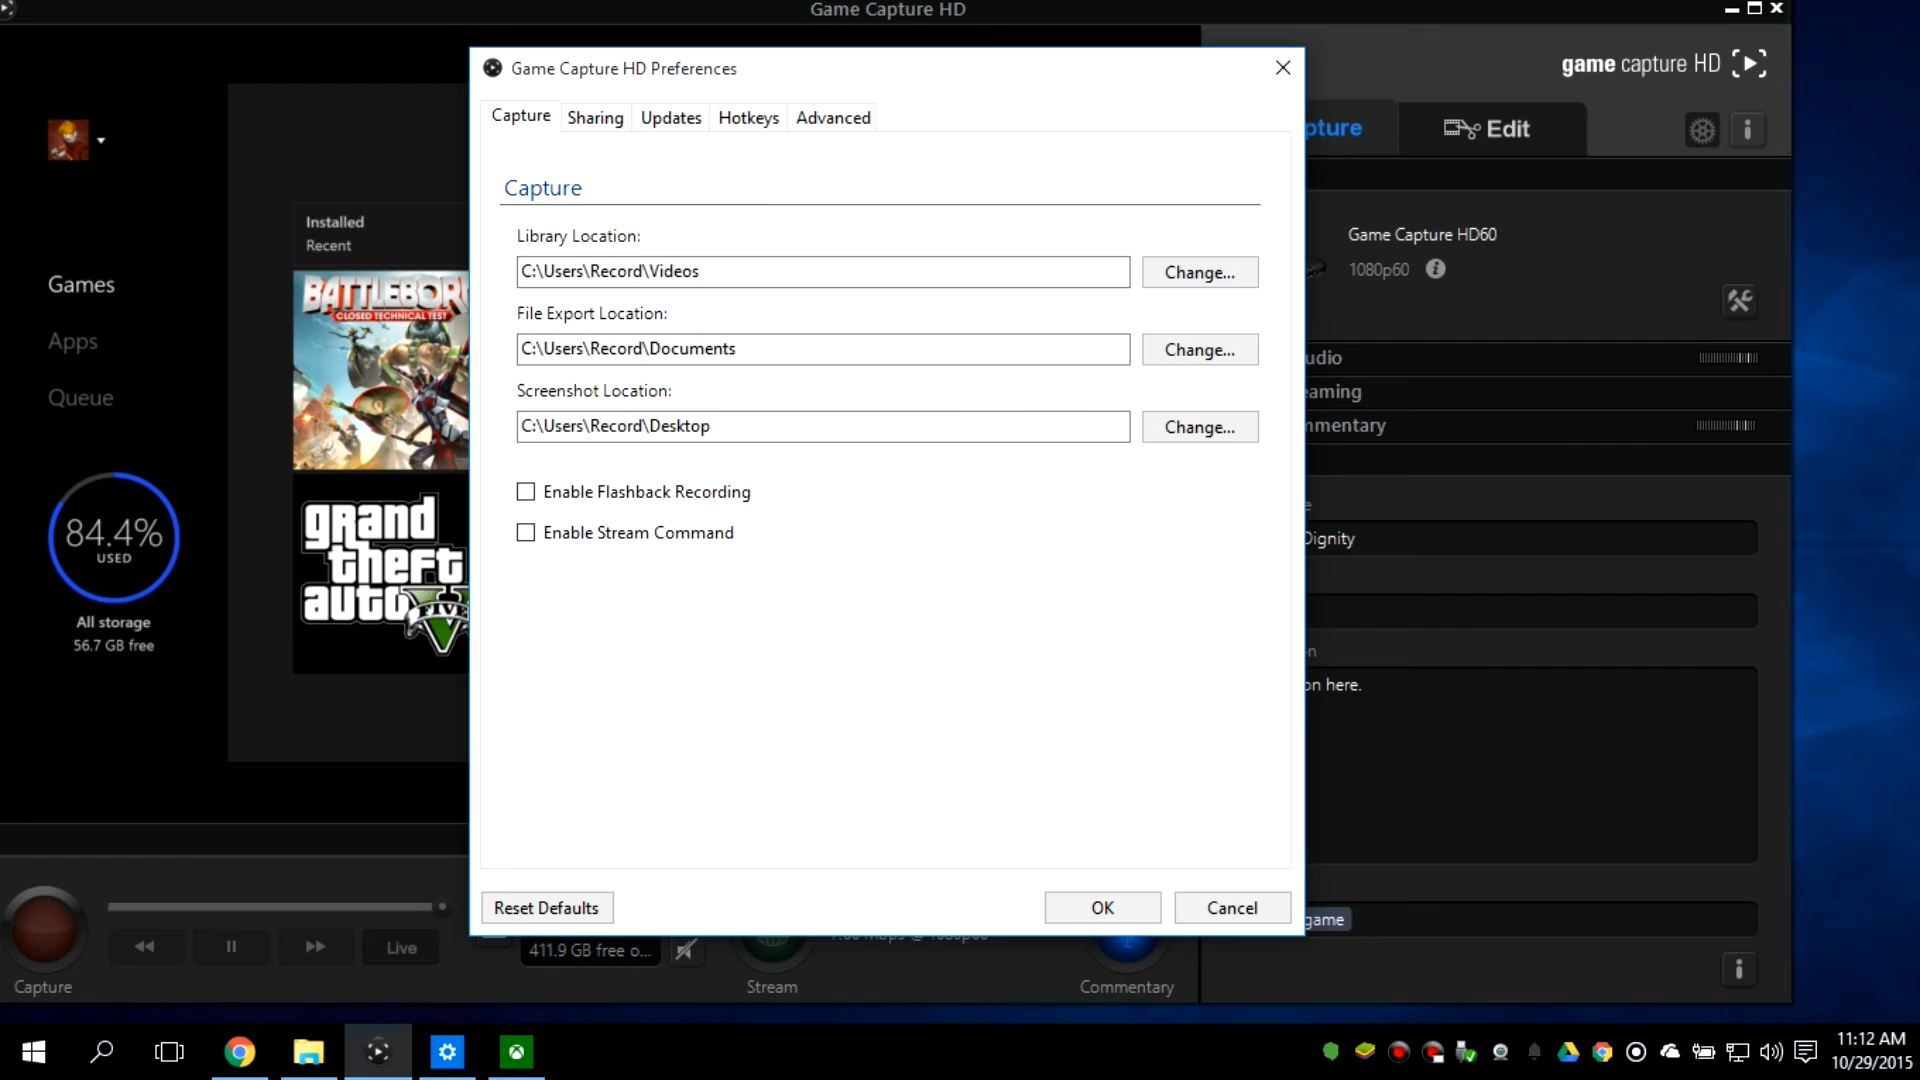 Game Capture HD
Game Capture HD Preferences
game capture HD
Capture
Sharing
Updates
Hotkeys
Advanced
pture
Edit
Capture
Installed
Recent
Library Location:
C:\Users\Record\Videos
Change...
Game Capture HD60
1080p60
Games
Apps
Queue
BATTLEBOR
CLOSED TECHNICAL TEST
File Export Location:
C:\Users\Record\Documents
Change...
udio
eaming
mmentary
Screenshot Location:
C:\Users\Record\Desktop
Change...
Enable Flashback Recording
Enable Stream Command
84.4%
USED
All storage
56.7 GB free
grand
theft
auto
FIVE
V
e
Dignity
n
on here.
Reset Defaults
OK
Cancel
game
Live
411.9 GB free o...
Capture
Stream
Commentary
11:12 AM
10/29/2015